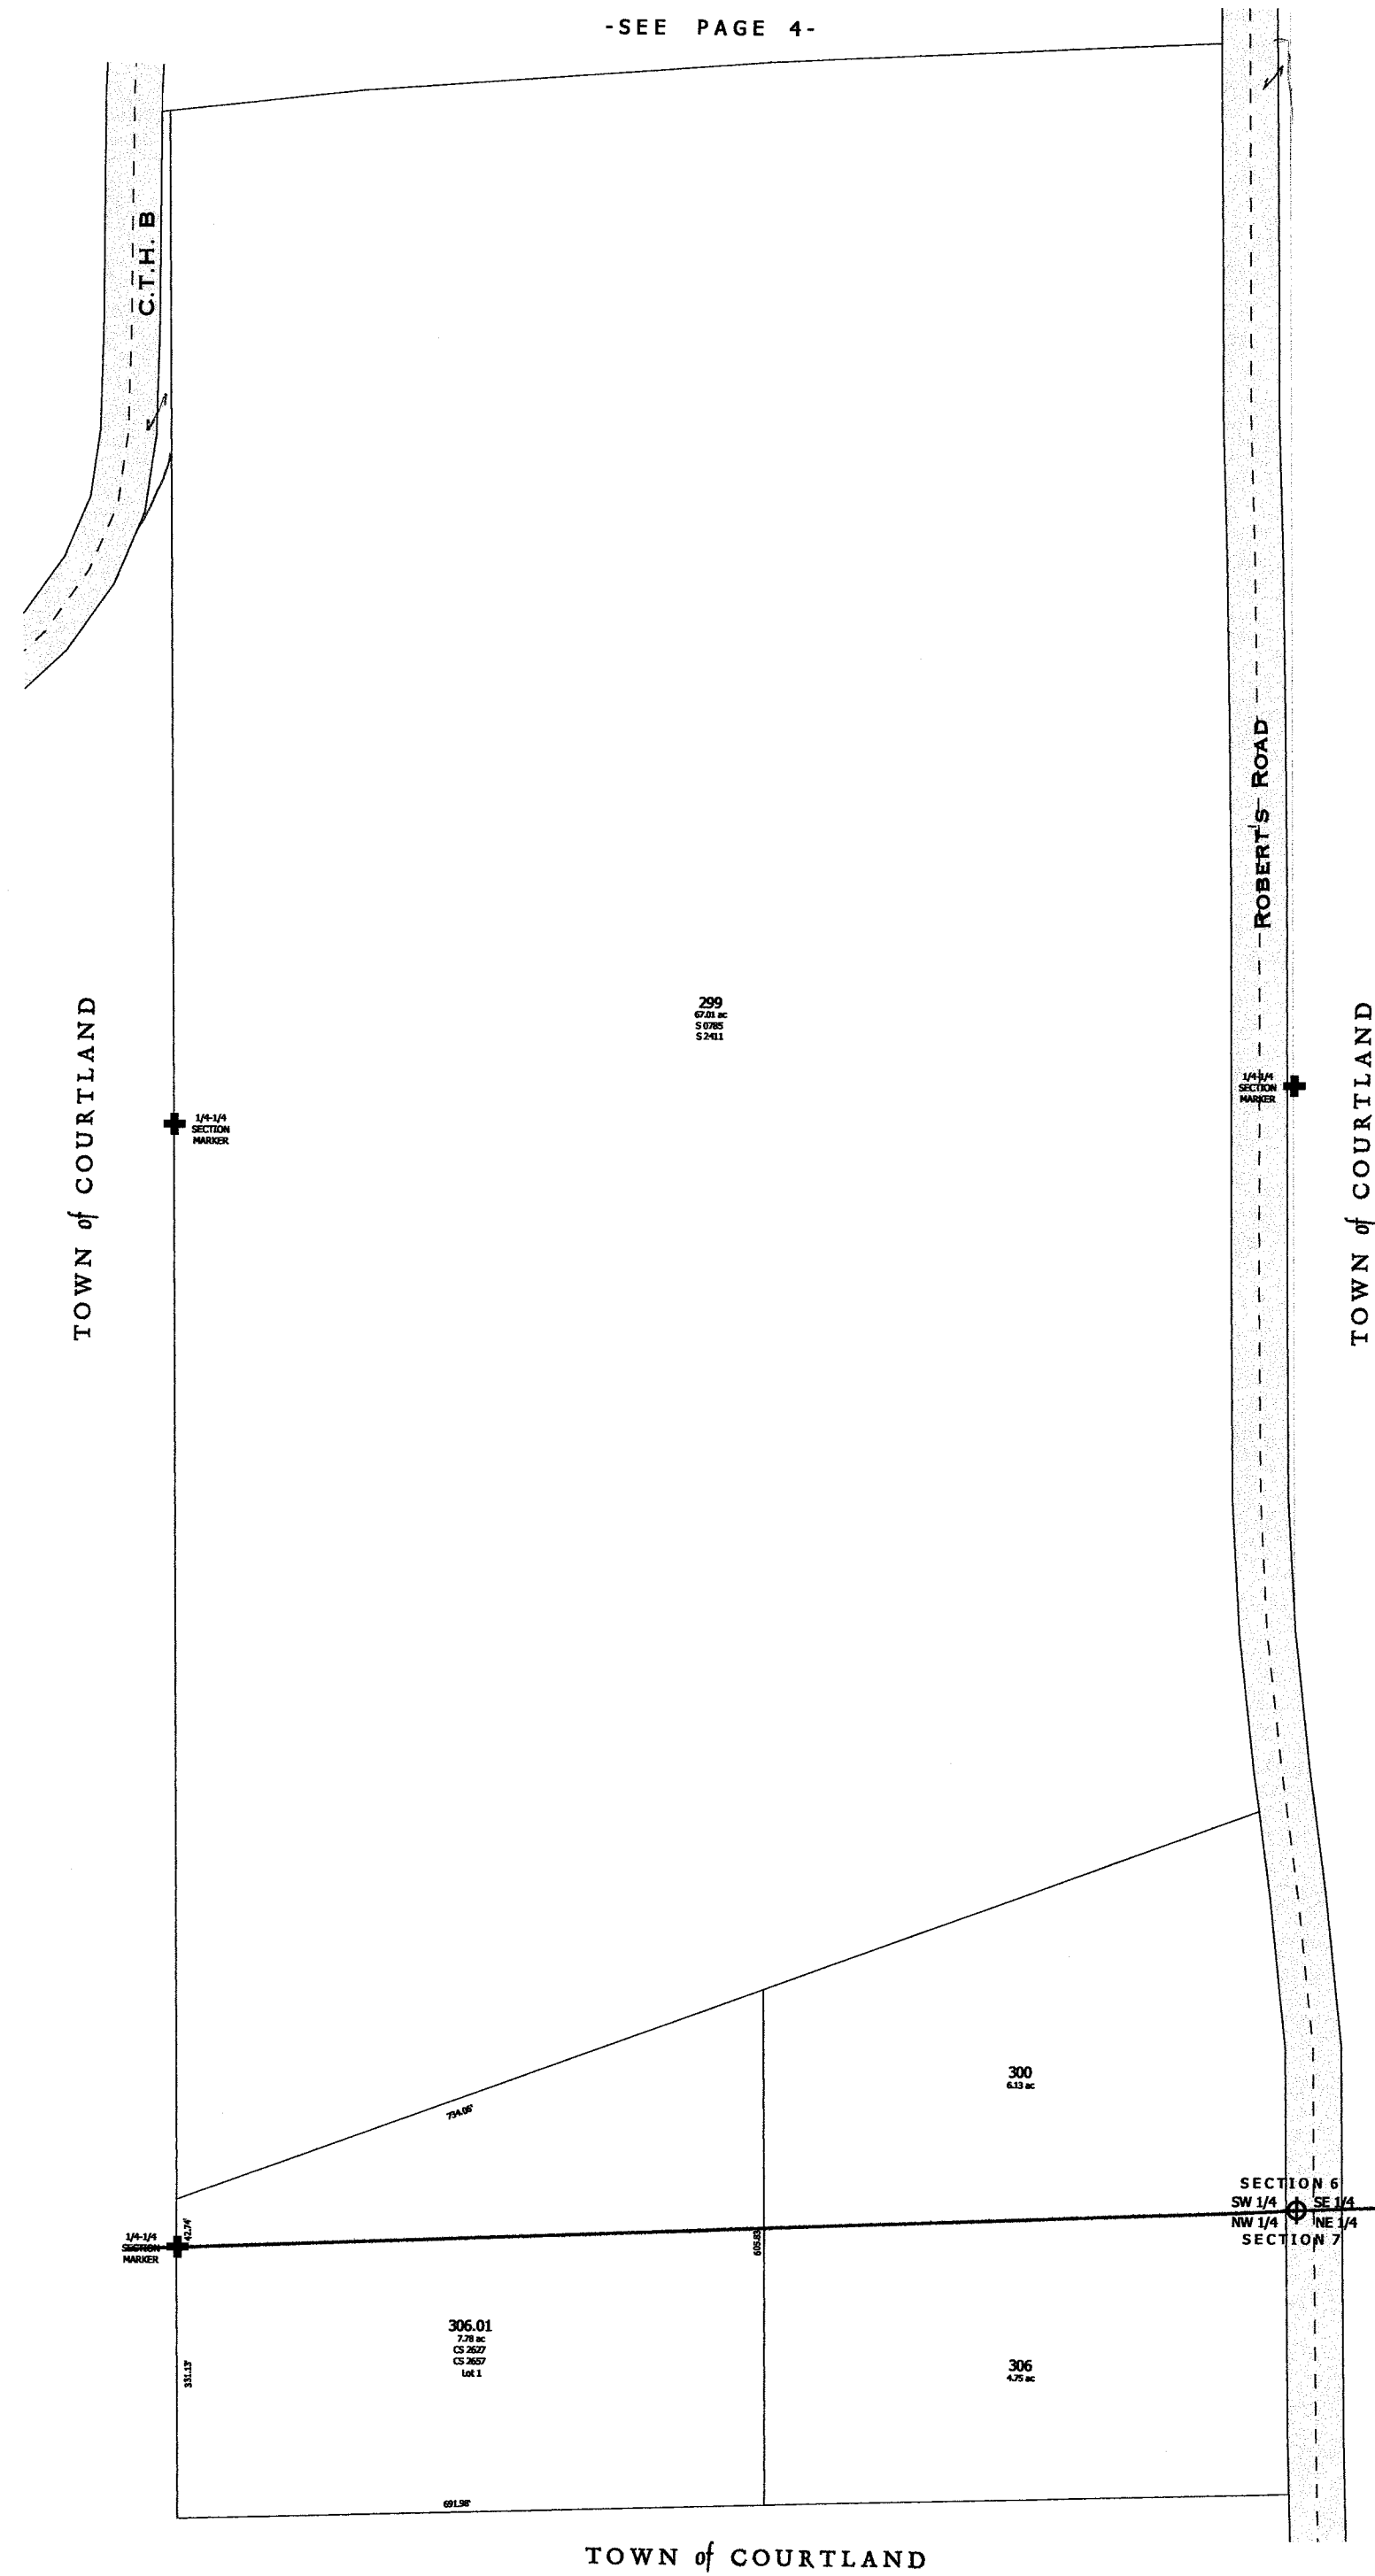 -SEE PAGE 4-
C.T.H. B
ROBERT'S ROAD
299
67.01 ac
S 0785
S 2411
TOWN of COURTLAND
TOWN of COURTLAND
1/4-1/4
SECTION
MARKER
1/4-1/4
SECTION
MARKER
300
6.13 ac
734.05'
SECTION 6
SW 1/4 SE 1/4
NW 1/4 NE 1/4
SECTION 7
42.74'
1/4-1/4
SECTION
MARKER
605.83'
306.01
7.78 ac
CS 2627
CS 2657
Lot 1
331.13'
306
4.75 ac
691.98'
TOWN of COURTLAND